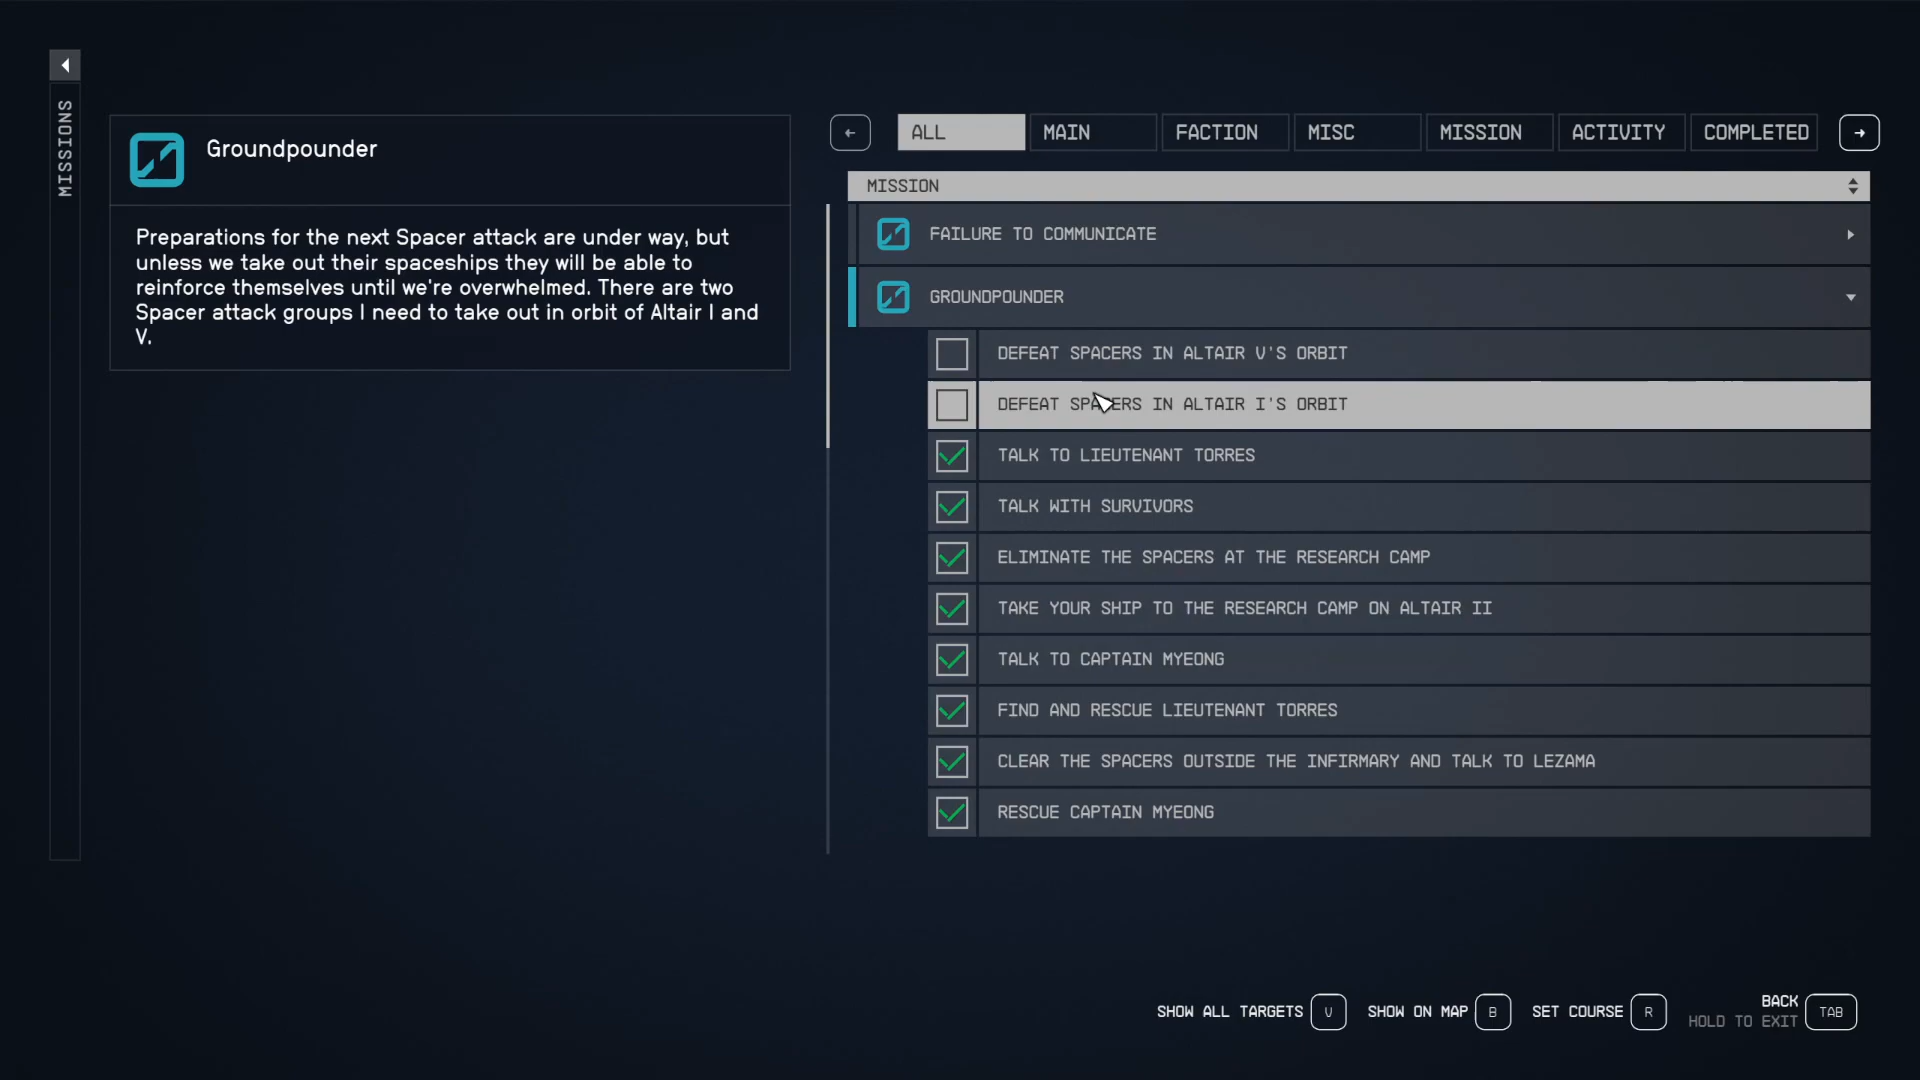 MISSIONS
Groundpounder
Preparations for the next Spacer attack are under way, but
unless we take out their spaceships they will be able to
reinforce themselves until we're overwhelmed. There are two
Spacer attack groups I need to take out in orbit of Altair I and
V.
ALL MAIN FACTION MISC MISSION ACTIVITY COMPLETED
MISSION
FAILURE TO COMMUNICATE
GROUNDPOUNDER
DEFEAT SPACERS IN ALTAIR V'S ORBIT
DEFEAT SPACERS IN ALTAIR I'S ORBIT
TALK TO LIEUTENANT TORRES
TALK WITH SURVIVORS
ELIMINATE THE SPACERS AT THE RESEARCH CAMP
TAKE YOUR SHIP TO THE RESEARCH CAMP ON ALTAIR II
TALK TO CAPTAIN MYEONG
FIND AND RESCUE LIEUTENANT TORRES
CLEAR THE SPACERS OUTSIDE THE INFIRMARY AND TALK TO LEZAMA
RESCUE CAPTAIN MYEONG
SHOW ALL TARGETS V SHOW ON MAP B SET COURSE R BACK TAB
HOLD TO EXIT